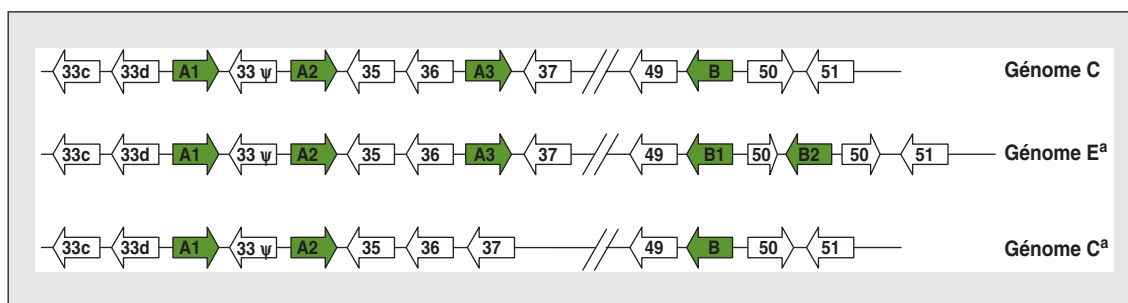 33c 33d A1 33 ψ A2 35 36 A3 37 49 B 50 51 Génome C
33c 33d A1 33 ψ A2 35 36 A3 37 49 B1 50 B2 50 51 Génome Eᵃ
33c 33d A1 33 ψ A2 35 36 37 49 B 50 51 Génome Cᵃ